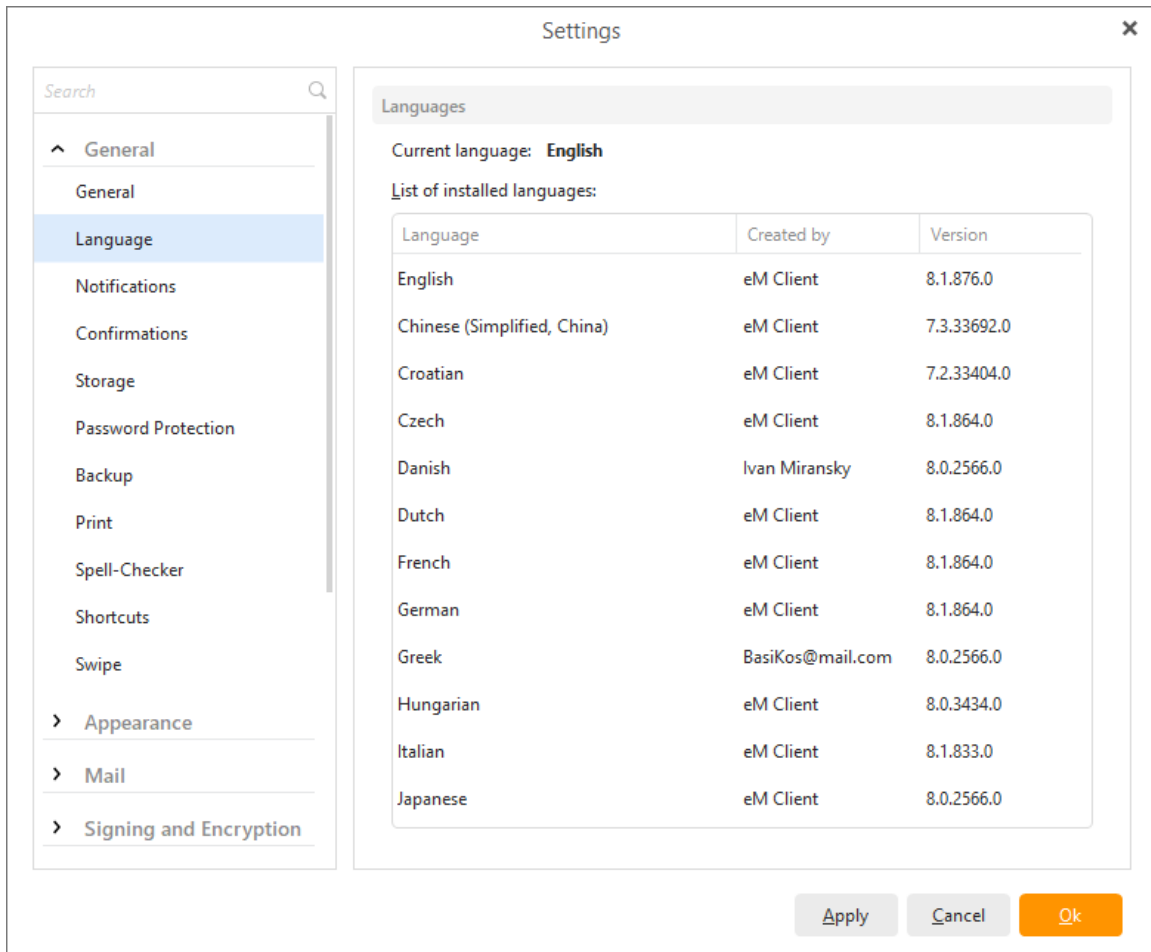 Settings
Search
General
General
Language
Notifications
Confirmations
Storage
Password Protection
Backup
Print
Spell-Checker
Shortcuts
Swipe
Appearance
Mail
Signing and Encryption
Languages
Current language: English
List of installed languages:
Language Created by Version
English eM Client 8.1.876.0
Chinese (Simplified, China) eM Client 7.3.33692.0
Croatian eM Client 7.2.33404.0
Czech eM Client 8.1.864.0
Danish Ivan Miransky 8.0.2566.0
Dutch eM Client 8.1.864.0
French eM Client 8.1.864.0
German eM Client 8.1.864.0
Greek BasiKos@mail.com 8.0.2566.0
Hungarian eM Client 8.0.3434.0
Italian eM Client 8.1.833.0
Japanese eM Client 8.0.2566.0
Apply Cancel Ok